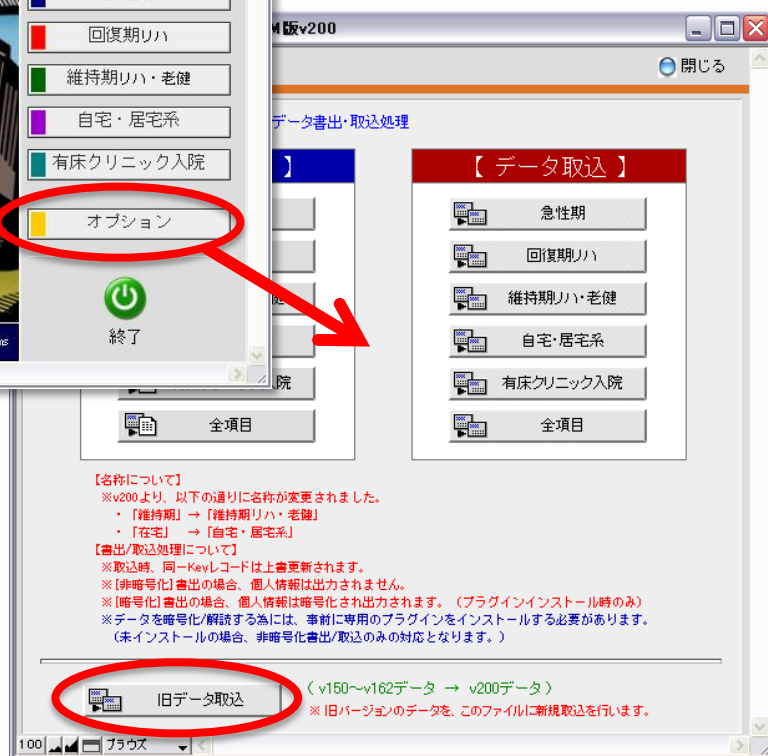 回復期リハ
維持期リハ・老健
自宅・居宅系
有床クリニック入院
オプション
終了
版v200
閉じる
データ書出・取込処理
】
【 データ取込 】
急性期
回復期リハ
維持期リハ・老健
自宅・居宅系
院
有床クリニック入院
全項目
全項目
【名称について】
※v200より、以下の通りに名称が変更されました。
・「維持期」→「維持期リハ・老健」
・「在宅」 →「自宅・居宅系」
【書出/取込処理について】
※取込時、同一Keyレコードは上書更新されます。
※[非暗号化]書出の場合、個人情報は出力されません。
※[暗号化]書出の場合、個人情報は暗号化され出力されます。（プラグインインストール時のみ）
※データを暗号化/解読する為には、事前に専用のプラグインをインストールする必要があります。
（未インストールの場合、非暗号化書出/取込のみの対応となります。）
旧データ取込
（v150～v162データ → v200データ）
※旧バージョンのデータを、このファイルに新規取込を行います。
100
ブラウズ